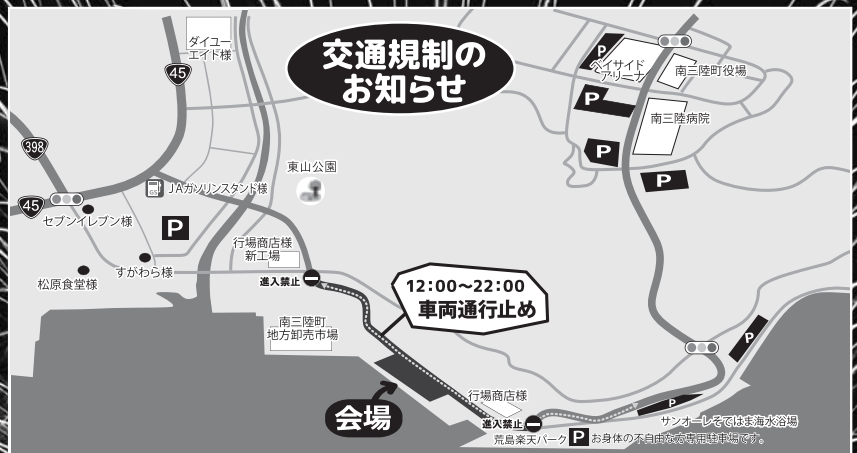 交通規制の
お知らせ
ダイユー
エイト様
45
398
45
JAガソリンスタンド様
GS
セブンイレブン様
P
すがわら様
松原食堂様
東山公園
行場商店様
新工場
進入禁止
南三陸町
地方卸売市場
12:00〜22:00
車両通行止め
会場
行場商店様
進入禁止
荒島楽天パーク
P
お身体の不自由な方専用駐車場です。
サンオーレそではま海水浴場
P
P
P
ベイサイド
アリーナ
南三陸町役場
P
南三陸病院
P
P